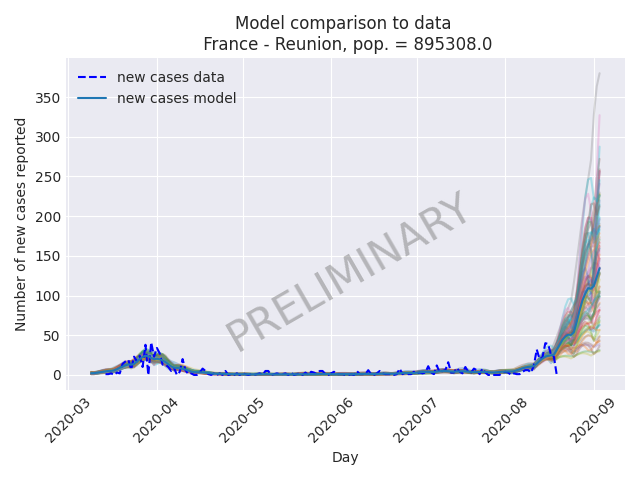 Model comparison to data
France - Reunion, pop. = 895308.0
new cases data
new cases model
Number of new cases reported
350
300
250
200
150
100
50
0
PRELIMINARY
2020-03
2020-04
2020-05
2020-06
2020-07
2020-08
2020-09
Day